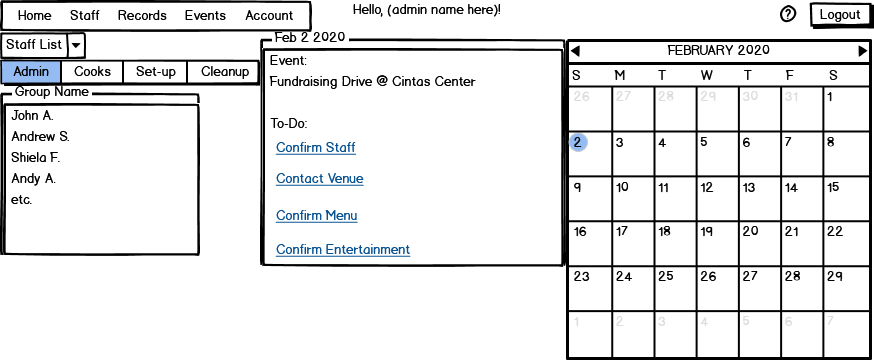 Home Staff Records Events Account
Hello, (admin name here)!
? Logout
Staff List
Admin Cooks Set-up Cleanup
Group Name
John A.
Andrew S.
Shiela F.
Andy A.
etc.
Feb 2 2020
Event:
Fundraising Drive @ Cintas Center
To-Do:
Confirm Staff
Contact Venue
Confirm Menu
Confirm Entertainment
FEBRUARY 2020
S M T W T F S
26 27 28 29 30 31 1
2 3 4 5 6 7 8
9 10 11 12 13 14 15
16 17 18 19 20 21 22
23 24 25 26 27 28 29
1 2 3 4 5 6 7